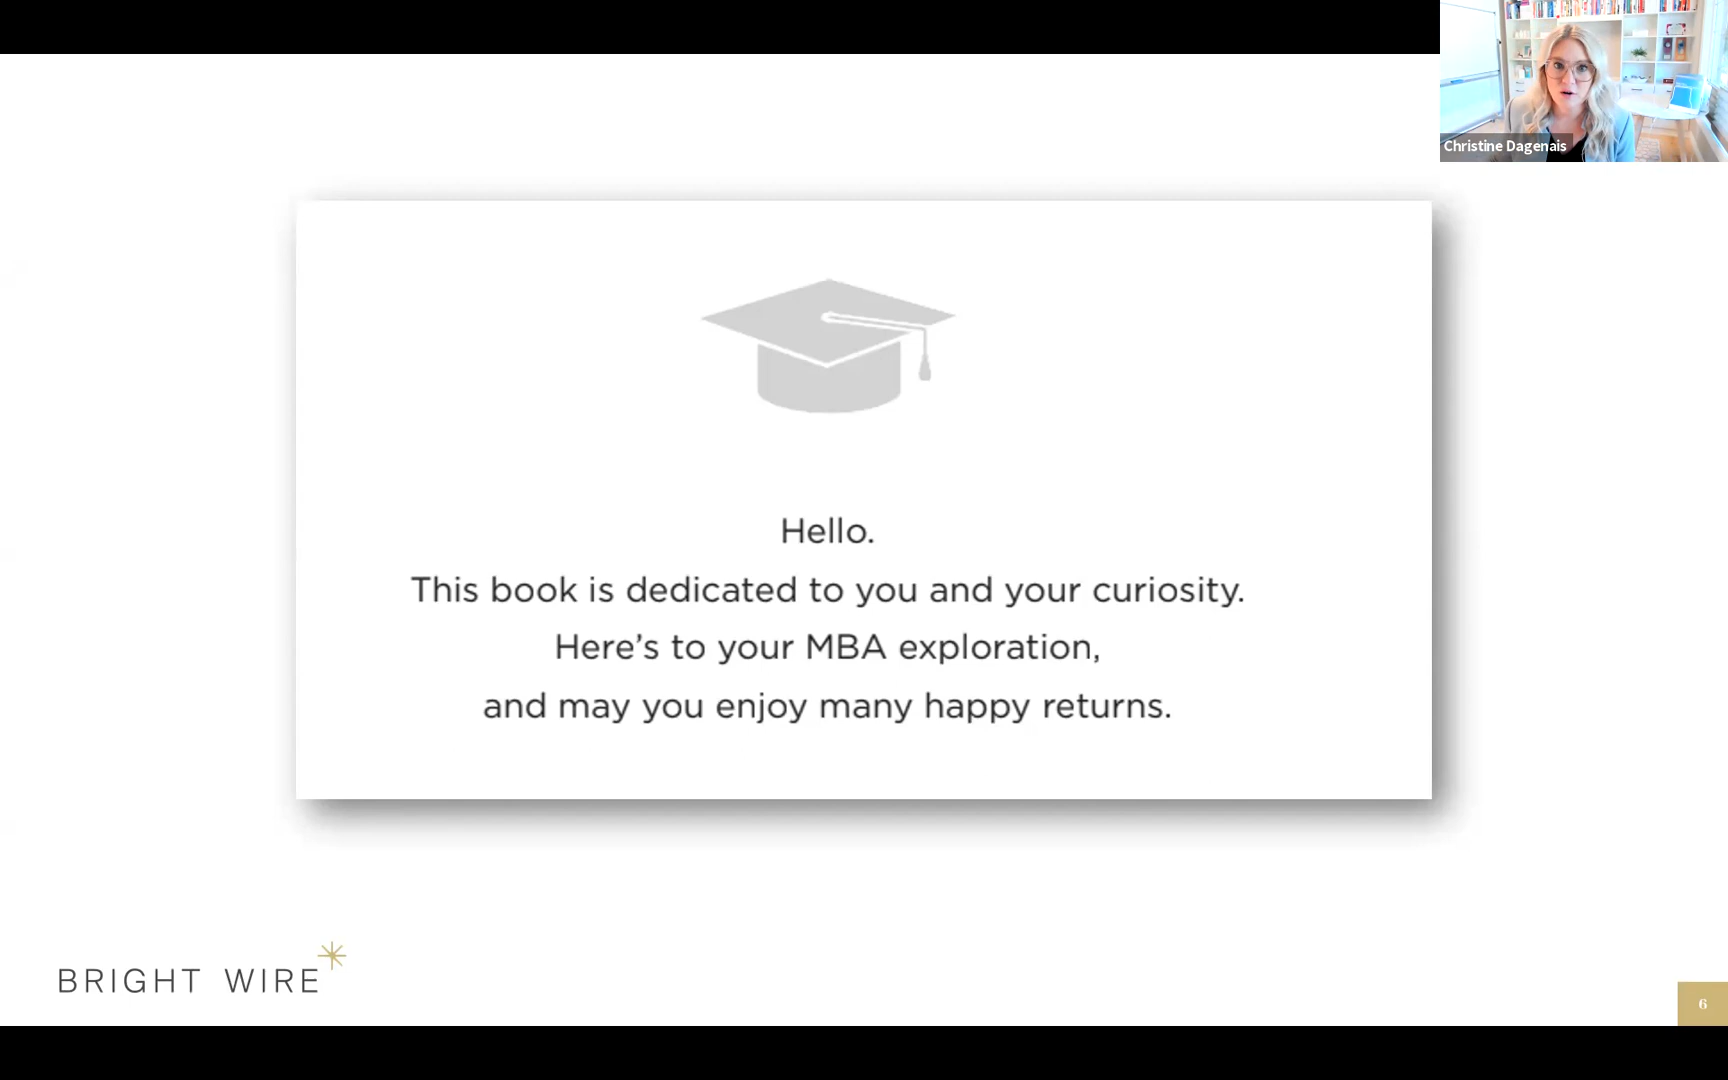 Christine Dagenais
Hello.
This book is dedicated to you and your curiosity.
Here's to your MBA exploration,
and may you enjoy many happy returns.
BRIGHT WIRE
6